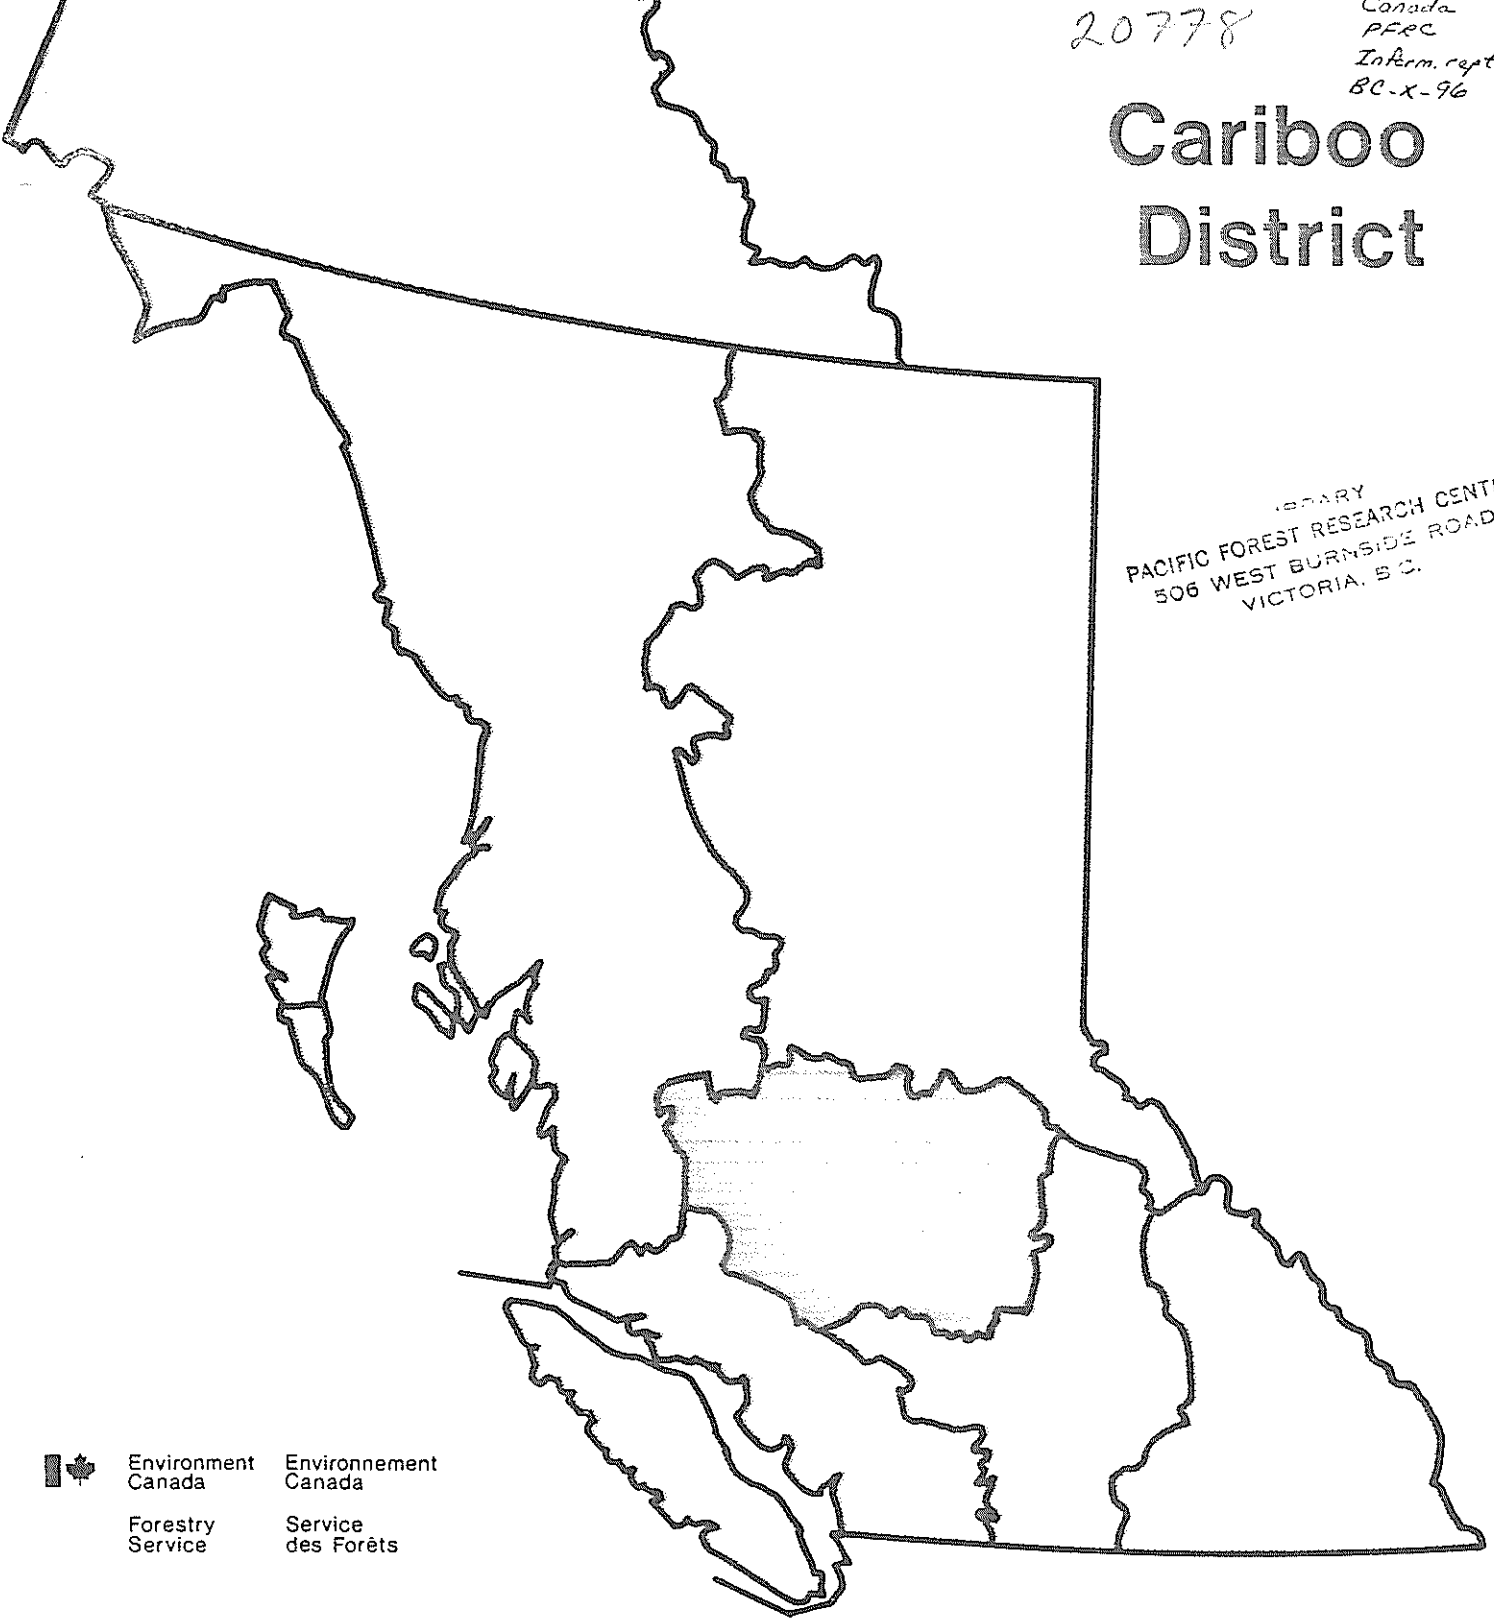 20778
Canada
PFRC
Inform. rept
BC-X-96
Cariboo
District
PACIFIC FOREST RESEARCH
506 WEST BURNSIDE ROAD
VICTORIA, B.C.
Environment
Canada
Environnement
Canada
Forestry
Service
Service
des Forêts